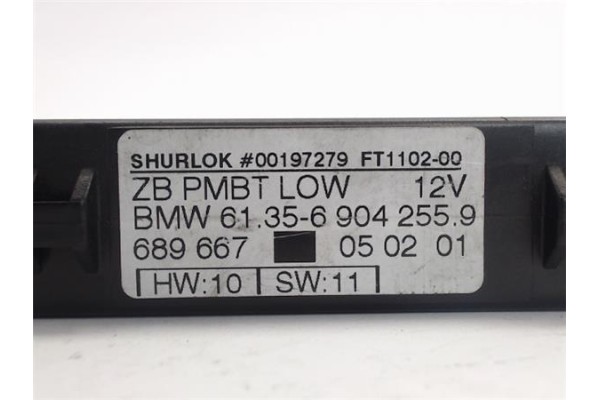 SHURLOK #00197279 FT1102-00
ZB PMBT LOW 12V
BMW 61.35-6 904 255.9
689 667 05 02 01
HW:10 SW:11